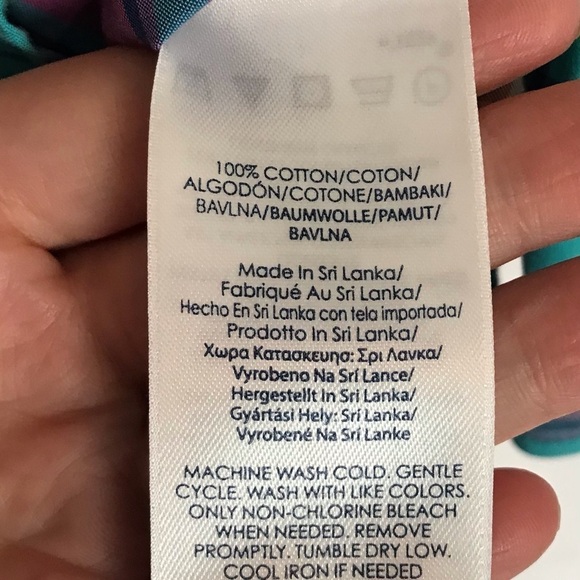 100% COTTON/COTON/
ALGODÓN/COTONE/BAMBAKI/
BAVLNA/BAUMWOLLE/PAMUT/
BAVLNA
Made In Sri Lanka/
Fabriqué Au Sri Lanka/
Hecho En Sri Lanka con tela importada/
Prodotto In Sri Lanka/
Χωρα Κατασκευησ: Σρι Λανκα/
Vyrobeno Na Srí Lance/
Hergestellt In Sri Lanka/
Gyártási Hely: Srí Lanka/
Vyrobené Na Srí Lanke
MACHINE WASH COLD. GENTLE
CYCLE. WASH WITH LIKE COLORS.
ONLY NON-CHLORINE BLEACH
WHEN NEEDED. REMOVE
PROMPTLY. TUMBLE DRY LOW.
COOL IRON IF NEEDED